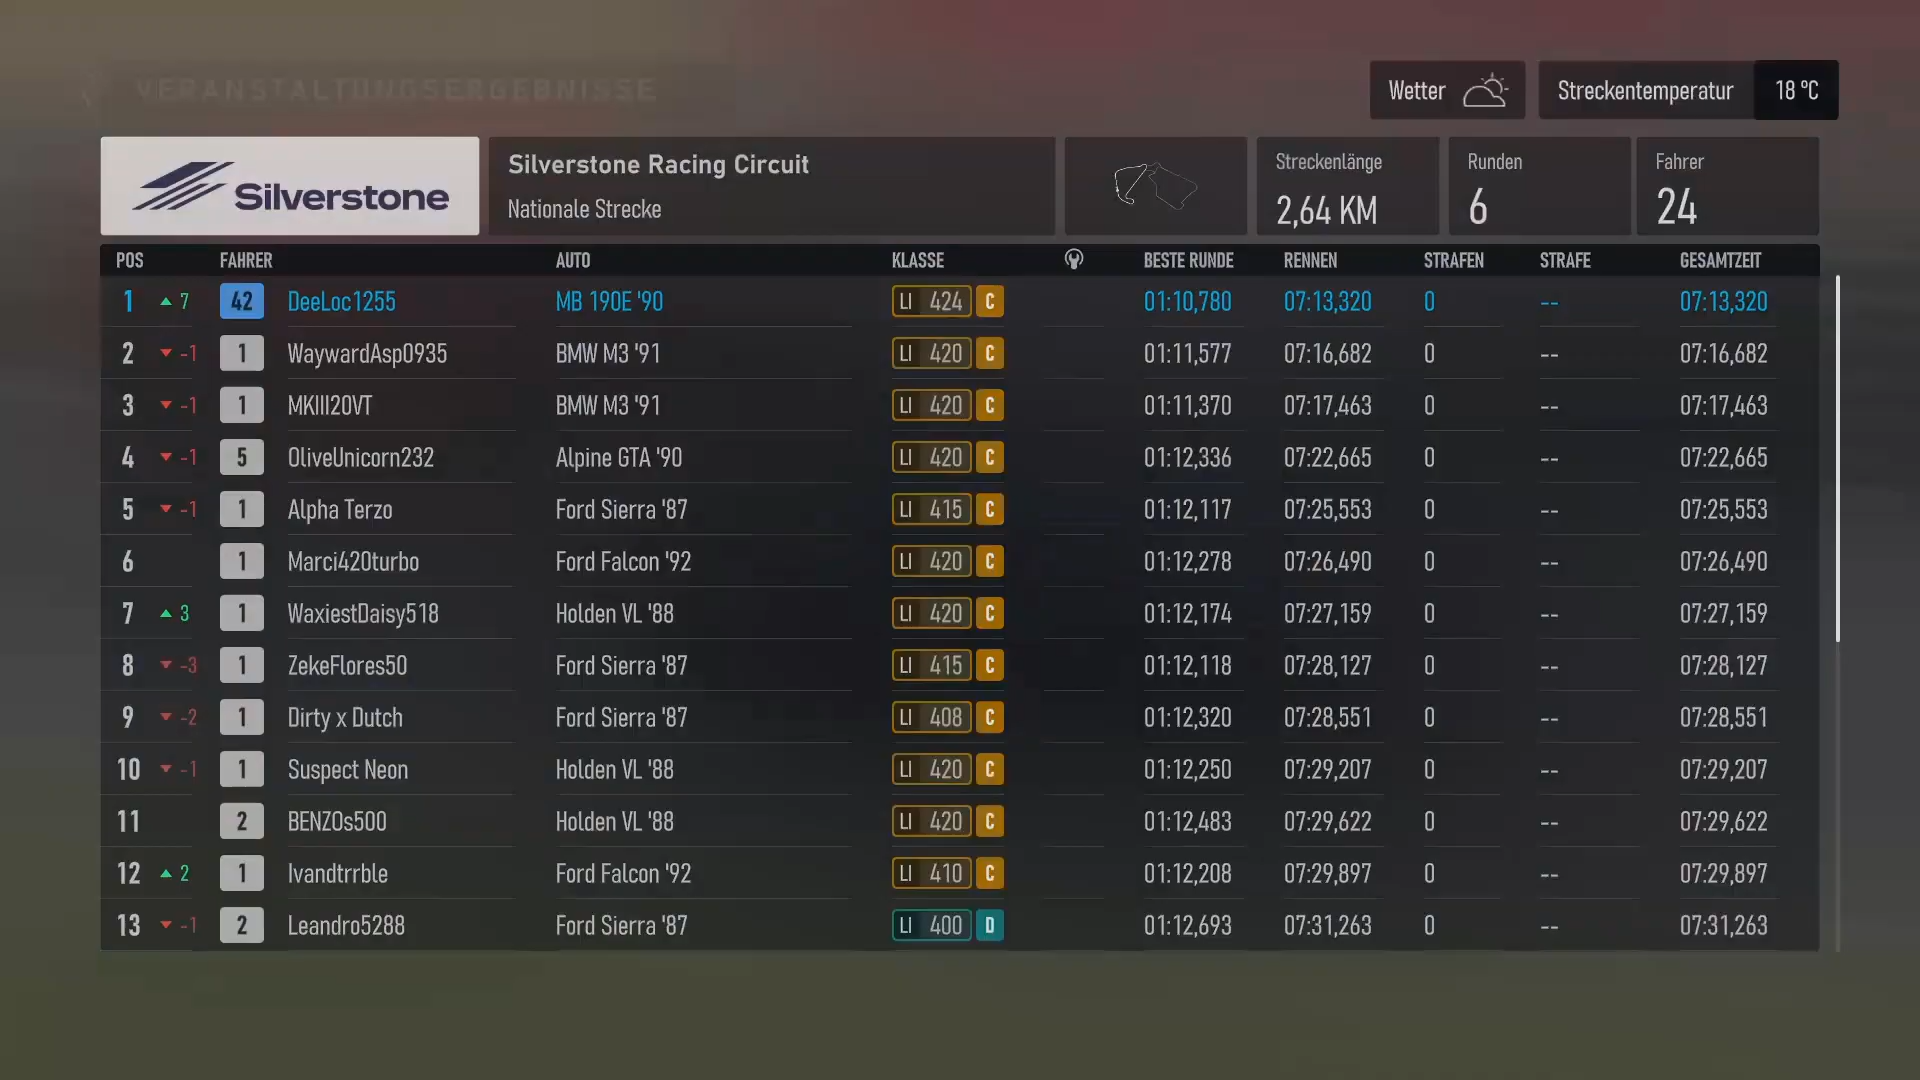 VERANSTALTUNGSERGEBNISSE
Wetter Streckentemperatur 18 °C
Silverstone
Silverstone Racing Circuit
Nationale Strecke
Streckenlänge
2,64 KM
Runden
6
Fahrer
24
POS FAHRER AUTO KLASSE BESTE RUNDE RENNEN STRAFEN STRAFE GESAMTZEIT
1 7 42 DeeLoc1255 MB 190E '90 LI 424 C 01:10,780 07:13,320 0 -- 07:13,320
2 -1 1 WaywardAsp0935 BMW M3 '91 LI 420 C 01:11,577 07:16,682 0 -- 07:16,682
3 -1 1 MKIII20VT BMW M3 '91 LI 420 C 01:11,370 07:17,463 0 -- 07:17,463
4 -1 5 OliveUnicorn232 Alpine GTA '90 LI 420 C 01:12,336 07:22,665 0 -- 07:22,665
5 -1 1 Alpha Terzo Ford Sierra '87 LI 415 C 01:12,117 07:25,553 0 -- 07:25,553
6 1 Marci420turbo Ford Falcon '92 LI 420 C 01:12,278 07:26,490 0 -- 07:26,490
7 3 1 WaxiestDaisy518 Holden VL '88 LI 420 C 01:12,174 07:27,159 0 -- 07:27,159
8 -3 1 ZekeFlores50 Ford Sierra '87 LI 415 C 01:12,118 07:28,127 0 -- 07:28,127
9 -2 1 Dirty x Dutch Ford Sierra '87 LI 408 C 01:12,320 07:28,551 0 -- 07:28,551
10 -1 1 Suspect Neon Holden VL '88 LI 420 C 01:12,250 07:29,207 0 -- 07:29,207
11 2 BENZOs500 Holden VL '88 LI 420 C 01:12,483 07:29,622 0 -- 07:29,622
12 2 1 Ivandtrrble Ford Falcon '92 LI 410 C 01:12,208 07:29,897 0 -- 07:29,897
13 -1 2 Leandro5288 Ford Sierra '87 LI 400 D 01:12,693 07:31,263 0 -- 07:31,263